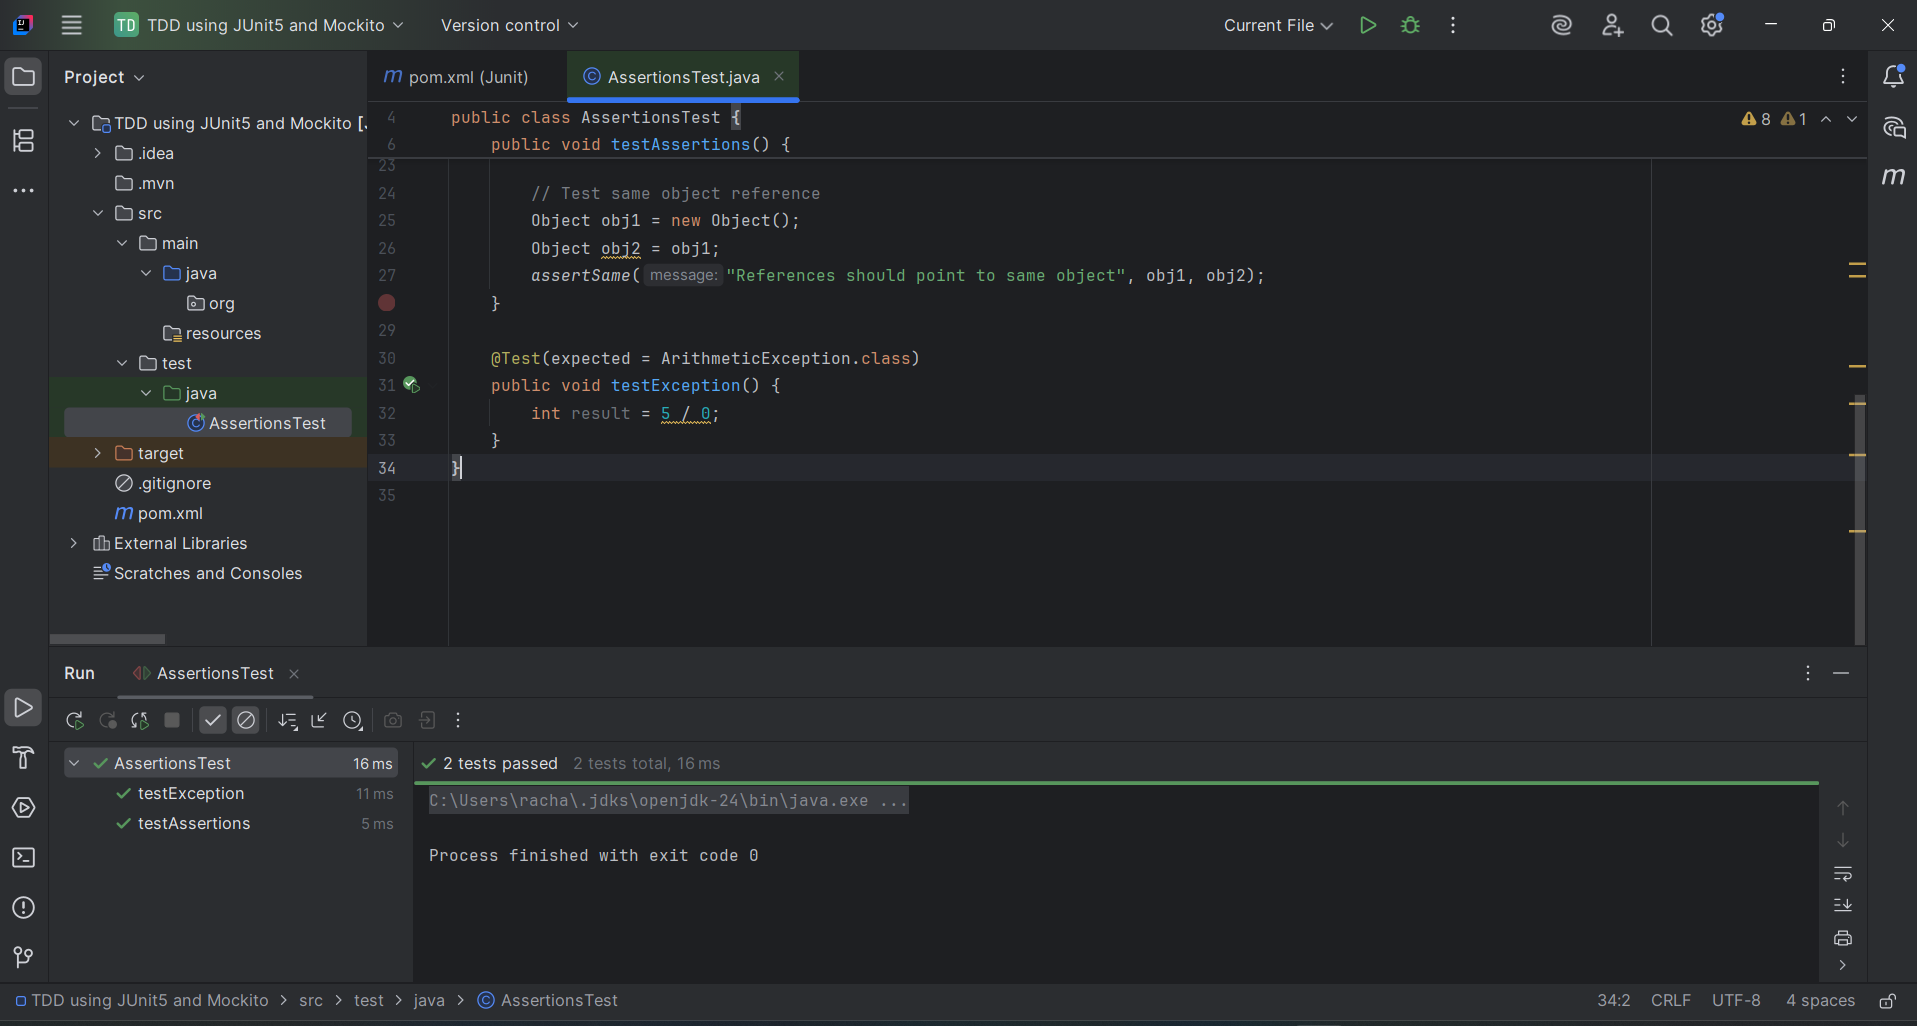 TD TDD using JUnit5 and Mockito Version control Current File
Project
m pom.xml (Junit)
AssertionsTest.java
TDD using JUnit5 and Mockito [J
.idea
.mvn
src
main
java
org
resources
test
java
AssertionsTest
target
.gitignore
m pom.xml
External Libraries
Scratches and Consoles
4 public class AssertionsTest {
8 1
6 public void testAssertions() {
23
24 // Test same object reference
25 Object obj1 = new Object();
26 Object obj2 = obj1;
27 assertSame( message: "References should point to same object", obj1, obj2);
}
29
30 @Test(expected = ArithmeticException.class)
31 public void testException() {
32 int result = 5 / 0;
33 }
34 }
35
m
Run AssertionsTest
AssertionsTest 16 ms
testException 11 ms
testAssertions 5 ms
2 tests passed 2 tests total, 16 ms
C:\Users\racha\.jdks\openjdk-24\bin\java.exe ...
Process finished with exit code 0
TDD using JUnit5 and Mockito > src > test > java > AssertionsTest
34:2 CRLF UTF-8 4 spaces